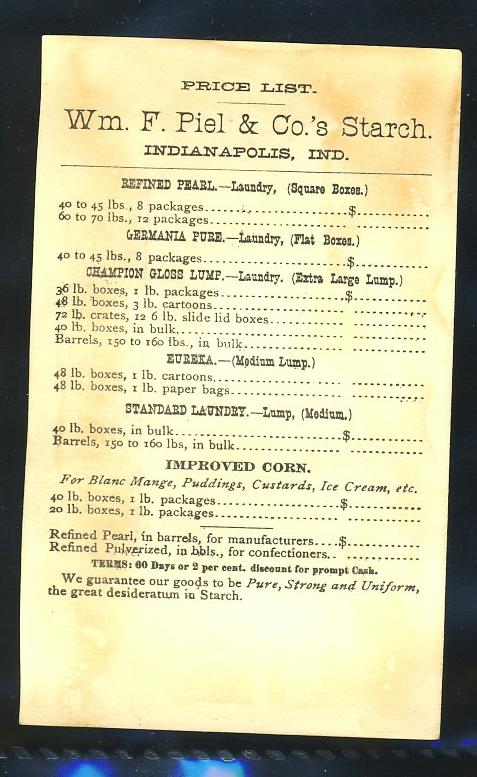 PRICE LIST.
Wm. F. Piel & Co.'s Starch.
INDIANAPOLIS, IND.
REFINED PEARL.—Laundry, (Square Boxes.)
40 to 45 lbs., 8 packages....................$..............
60 to 70 lbs., 12 packages..................................
GERMANIA PURE.—Laundry, (Flat Boxes.)
40 to 45 lbs., 8 packages....................$..............
CHAMPION GLOSS LUMP.—Laundry. (Extra Large Lump.)
36 lb. boxes, 1 lb. packages.................$..............
48 lb. boxes, 3 lb. cartoons................................
72 lb. crates, 12 6 lb. slide lid boxes.....................
40 lb. boxes, in bulk.......................................
Barrels, 150 to 160 lbs., in bulk...........................
EUREKA.—(Medium Lump.)
48 lb. boxes, 1 lb. cartoons................................
48 lb. boxes, 1 lb. paper bags..............................
STANDARD LAUNDRY.—Lump, (Medium.)
40 lb. boxes, in bulk........................$..............
Barrels, 150 to 160 lbs, in bulk............................
IMPROVED CORN.
For Blanc Mange, Puddings, Custards, Ice Cream, etc.
40 lb. boxes, 1 lb. packages.................$..............
20 lb. boxes, 1 lb. packages................................
Refined Pearl, in barrels, for manufacturers....$..............
Refined Pulverized, in bbls., for confectioners.. ..............
TERMS: 60 Days or 2 per cent. discount for prompt Cash.
We guarantee our goods to be Pure, Strong and Uniform,
the great desideratum in Starch.